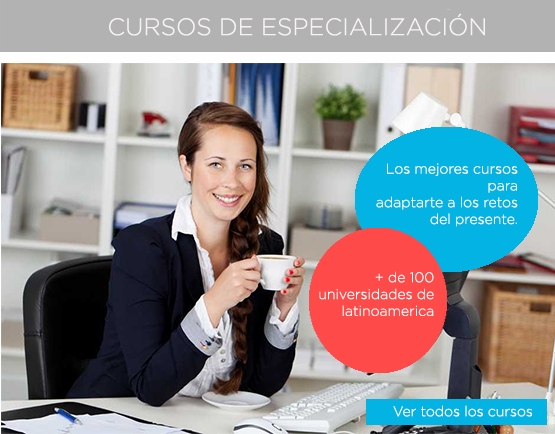 CURSOS DE ESPECIALIZACIÓN
Los mejores cursos
para
adaptarte a los retos
del presente.
+ de 100
universidades de
latinoamerica
Ver todos los cursos